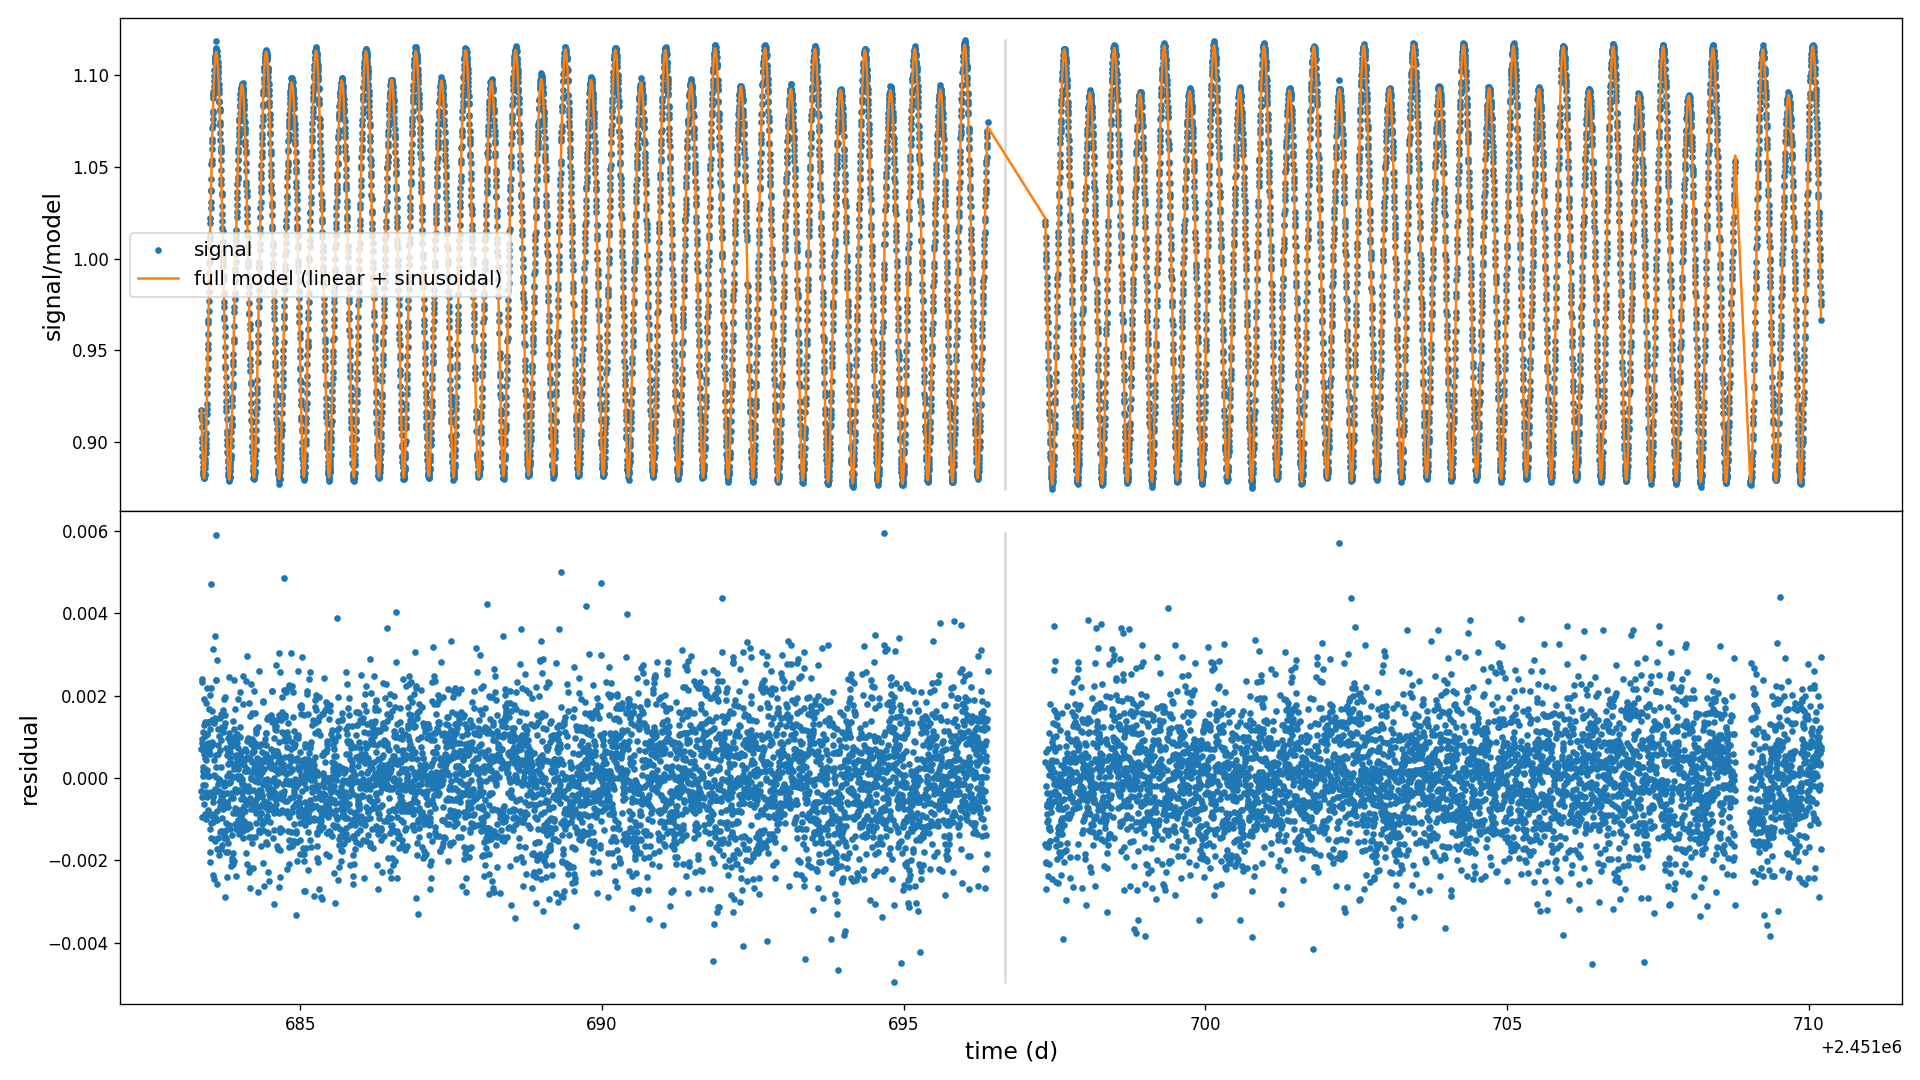 signal/model
1.10
1.05
1.00
0.95
0.90
signal
full model (linear + sinusoidal)
residual
0.006
0.004
0.002
0.000
−0.002
−0.004
685
690
695
700
705
710
time (d)
+2.451e6